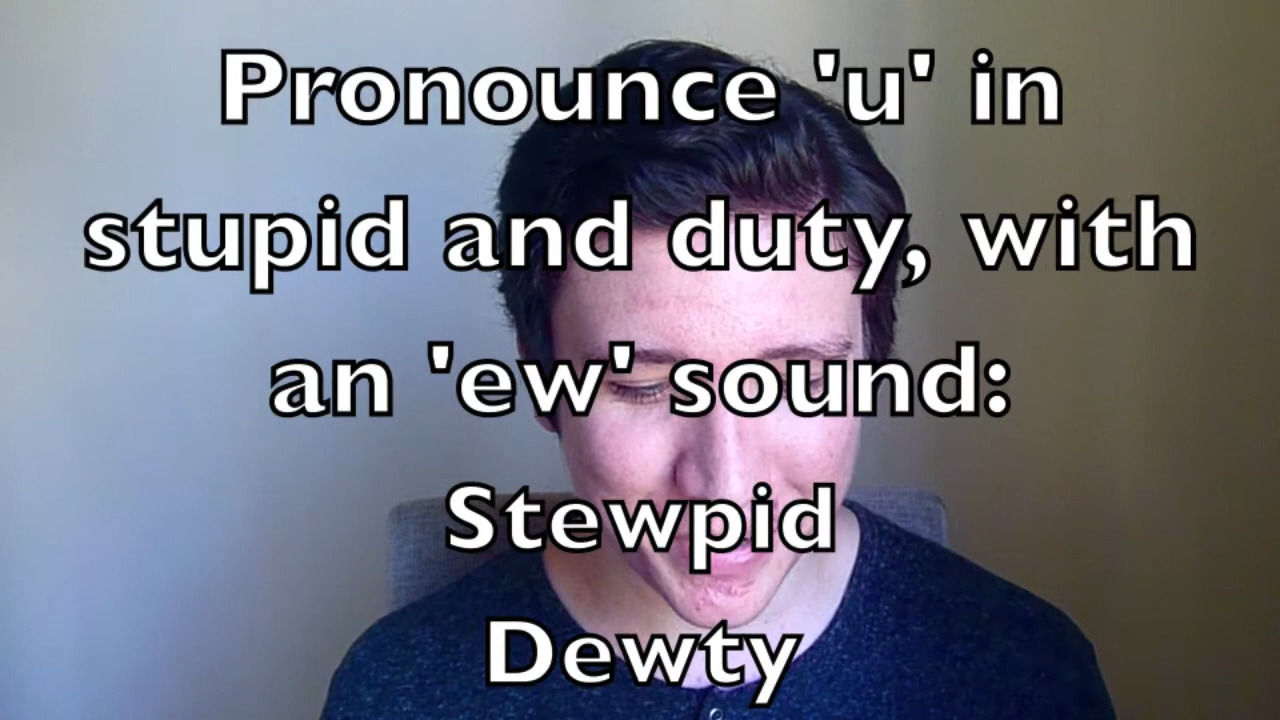 Pronounce 'u' in
stupid and duty, with
an 'ew' sound:
Stewpid
Dewty